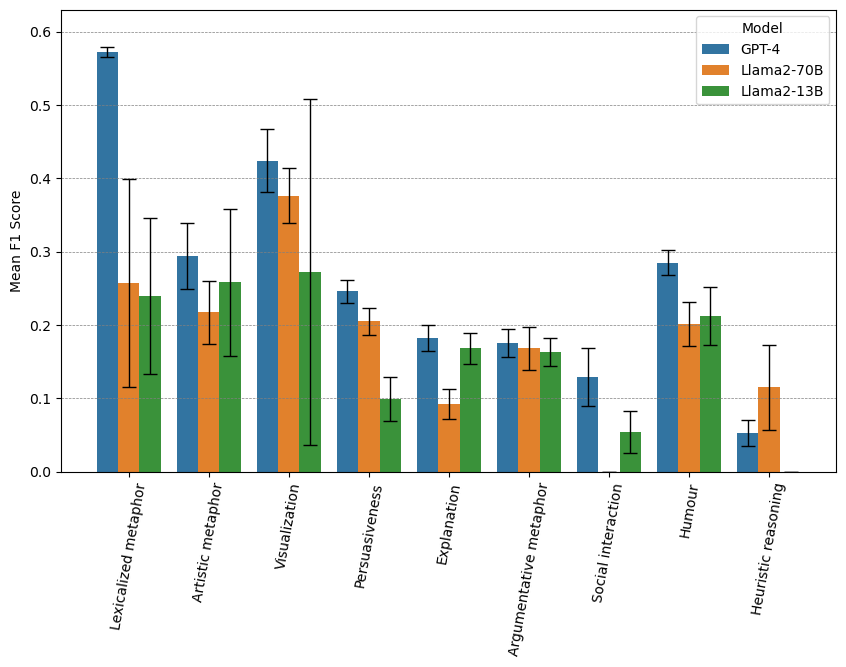 Model
GPT-4
Llama2-70B
Llama2-13B
Mean F1 Score
0.6
0.5
0.4
0.3
0.2
0.1
0.0
Lexicalized metaphor
Artistic metaphor
Visualization
Persuasiveness
Explanation
Argumentative metaphor
Social interaction
Humour
Heuristic reasoning